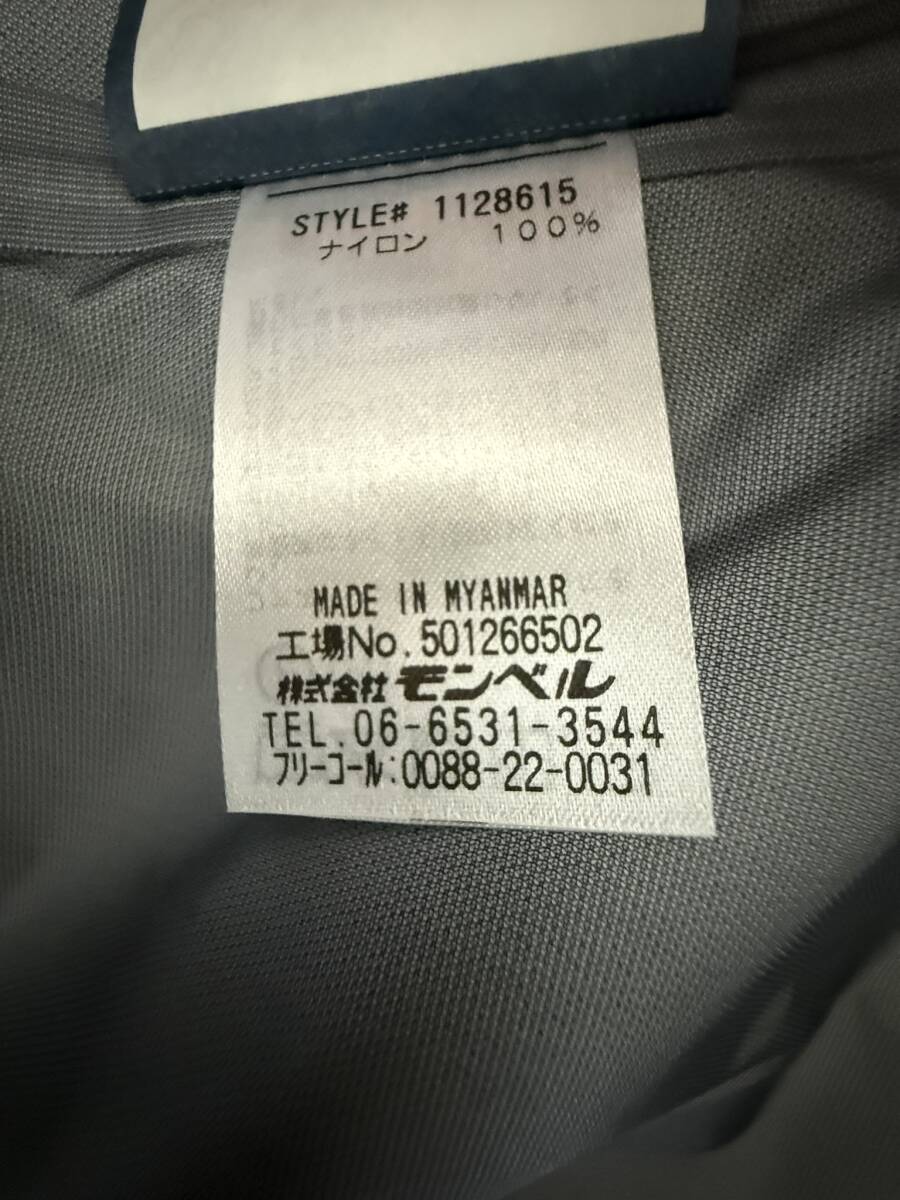 STYLE# 1128615
ナイロン 100%
MADE IN MYANMAR
工場No.501266502
株式会社 モンベル
TEL.06-6531-3544
フリーコール:0088-22-0031